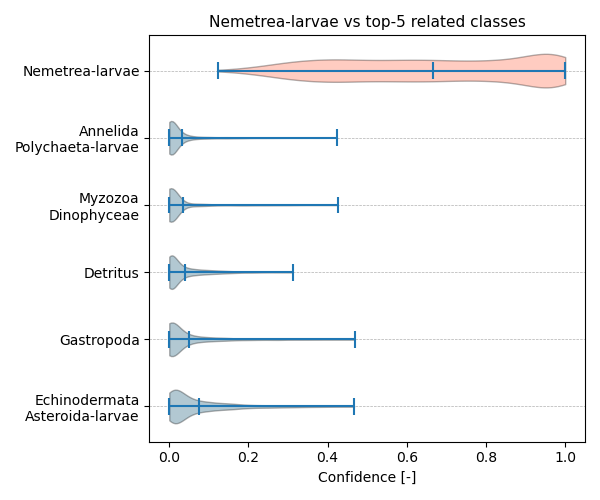 Nemetrea-larvae vs top-5 related classes
Nemetrea-larvae
Annelida
Polychaeta-larvae
Myzozoa
Dinophyceae
Detritus
Gastropoda
Echinodermata
Asteroida-larvae
0.0 0.2 0.4 0.6 0.8 1.0
Confidence [-]